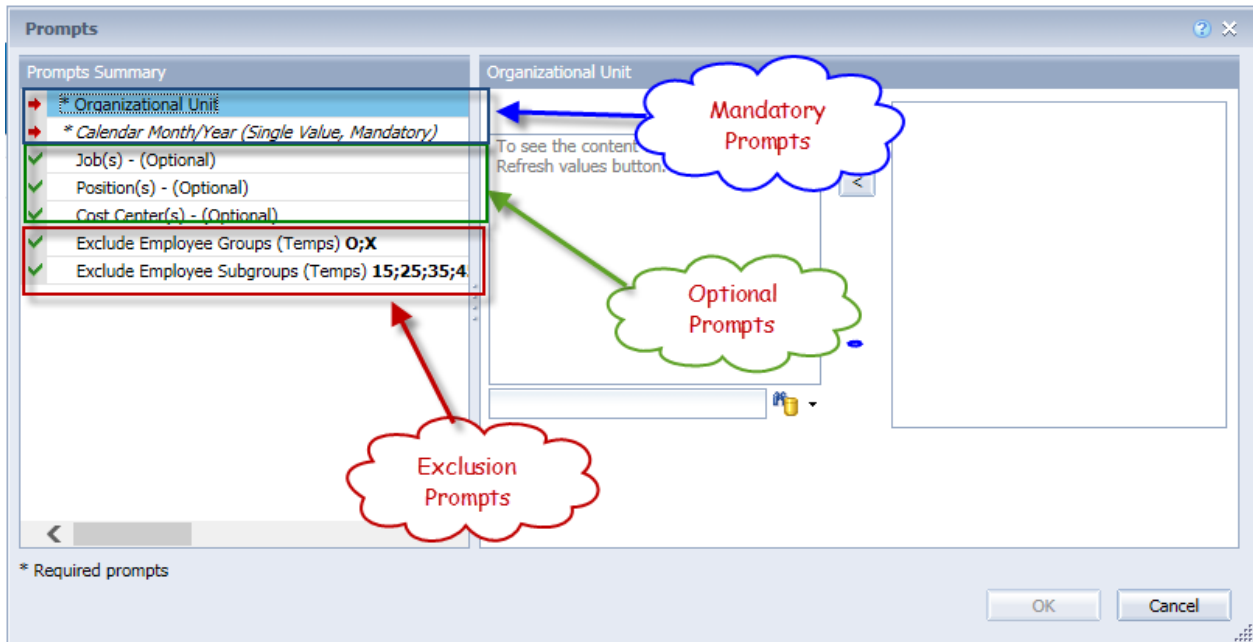 Prompts
Prompts Summary
Organizational Unit
* Organizational Unit
* Calendar Month/Year (Single Value, Mandatory)
Job(s) - (Optional)
Position(s) - (Optional)
Cost Center(s) - (Optional)
Exclude Employee Groups (Temps) O;X
Exclude Employee Subgroups (Temps) 15;25;35;4
To see the content
Refresh values button.
<
Mandatory
Prompts
Optional
Prompts
Exclusion
Prompts
* Required prompts
OK
Cancel